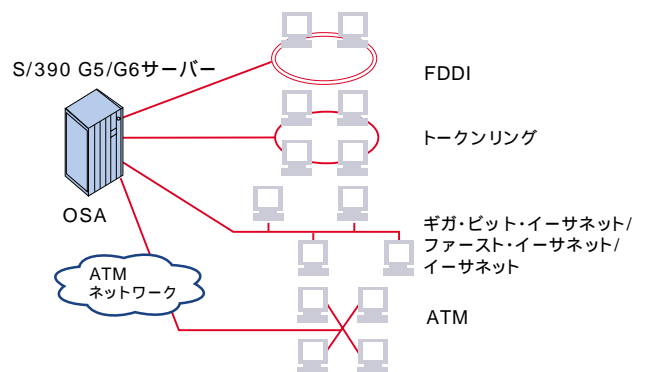 S/390 G5/G6サーバー
FDDI
トークンリング
OSA
ギガ・ビット・イーサネット/
ファースト・イーサネット/
イーサネット
ATM
ネットワーク
ATM